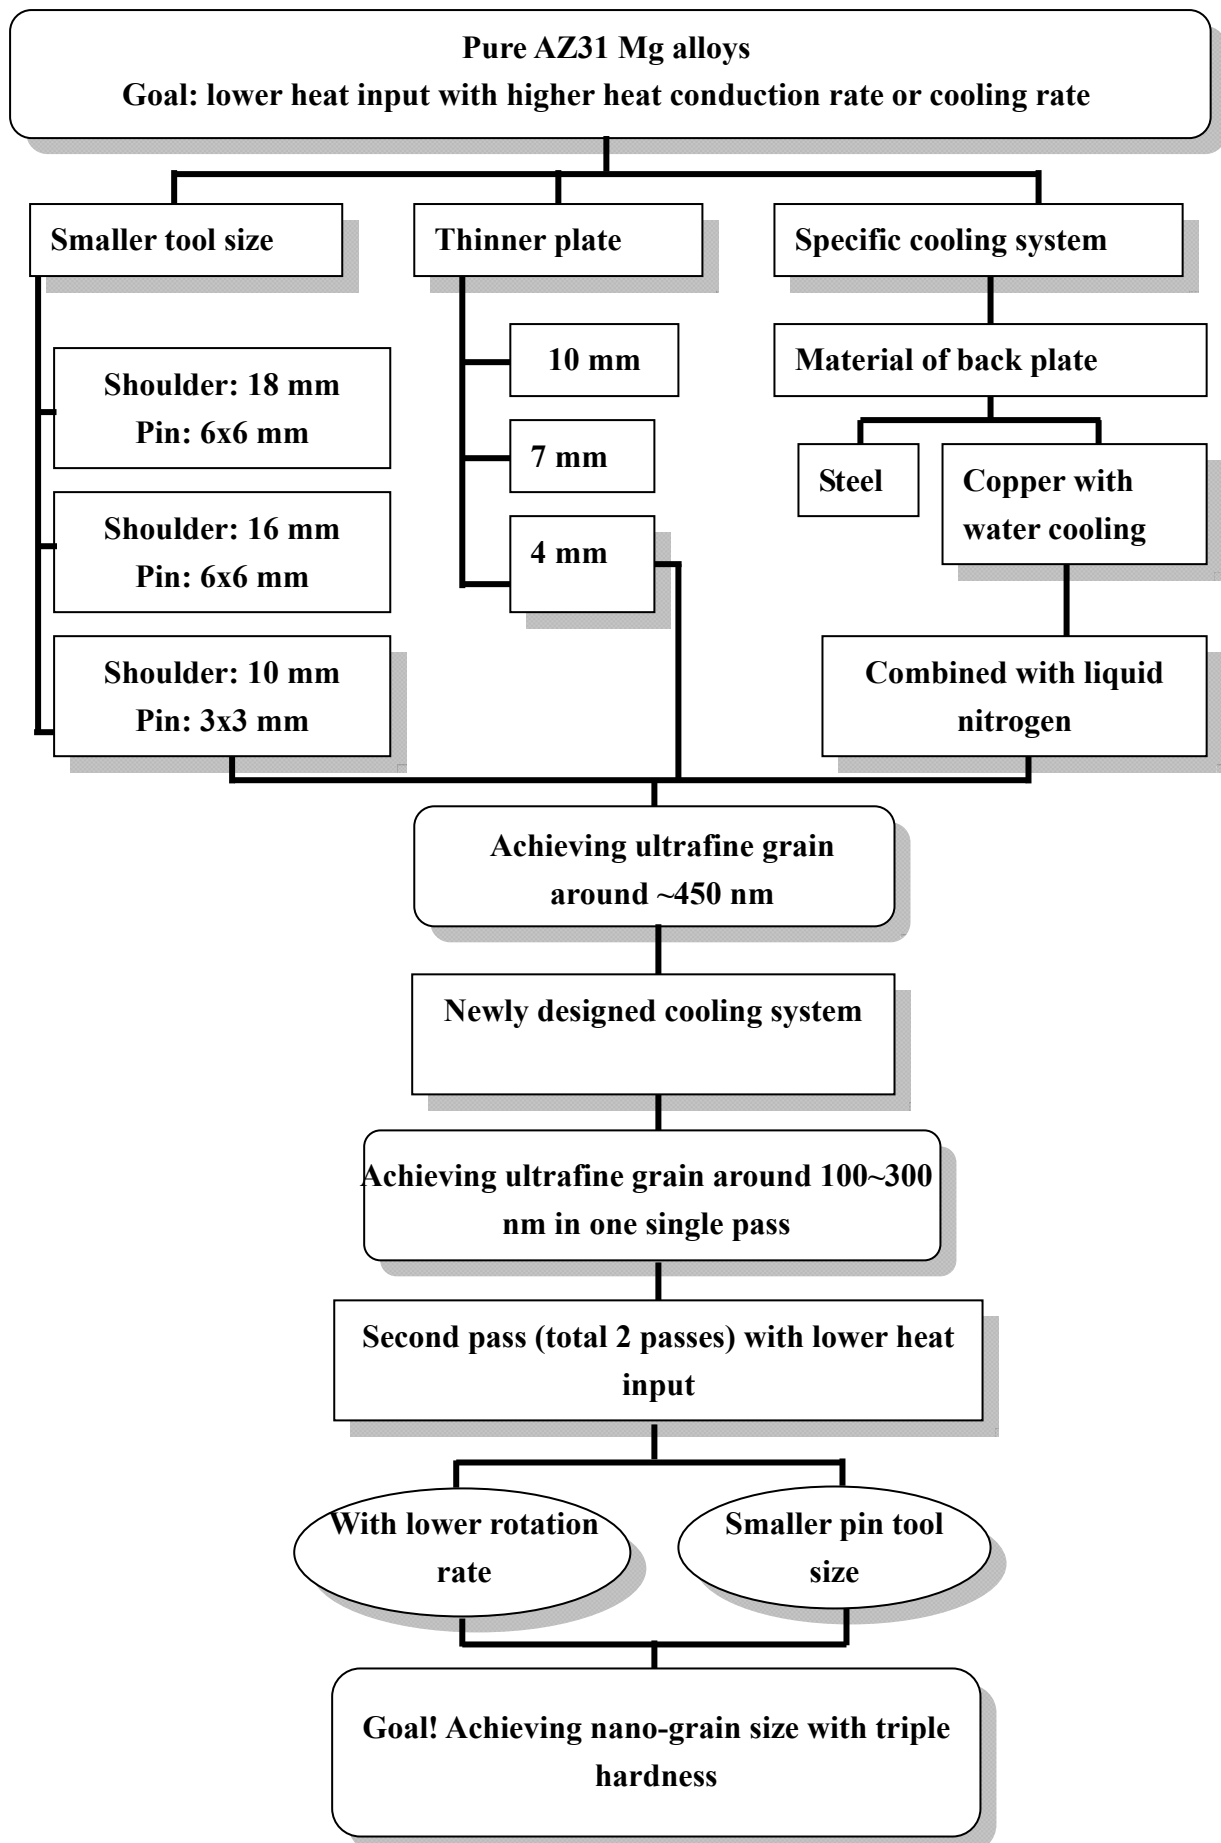 Pure AZ31 Mg alloys
Goal: lower heat input with higher heat conduction rate or cooling rate
Smaller tool size
Thinner plate
Specific cooling system
Shoulder: 18 mm
Pin: 6x6 mm
Shoulder: 16 mm
Pin: 6x6 mm
Shoulder: 10 mm
Pin: 3x3 mm
10 mm
7 mm
4 mm
Material of back plate
Steel
Copper with
water cooling
Combined with liquid
nitrogen
Achieving ultrafine grain
around ~450 nm
Newly designed cooling system
Achieving ultrafine grain around 100~300
nm in one single pass
Second pass (total 2 passes) with lower heat
input
With lower rotation
rate
Smaller pin tool
size
Goal! Achieving nano-grain size with triple
hardness